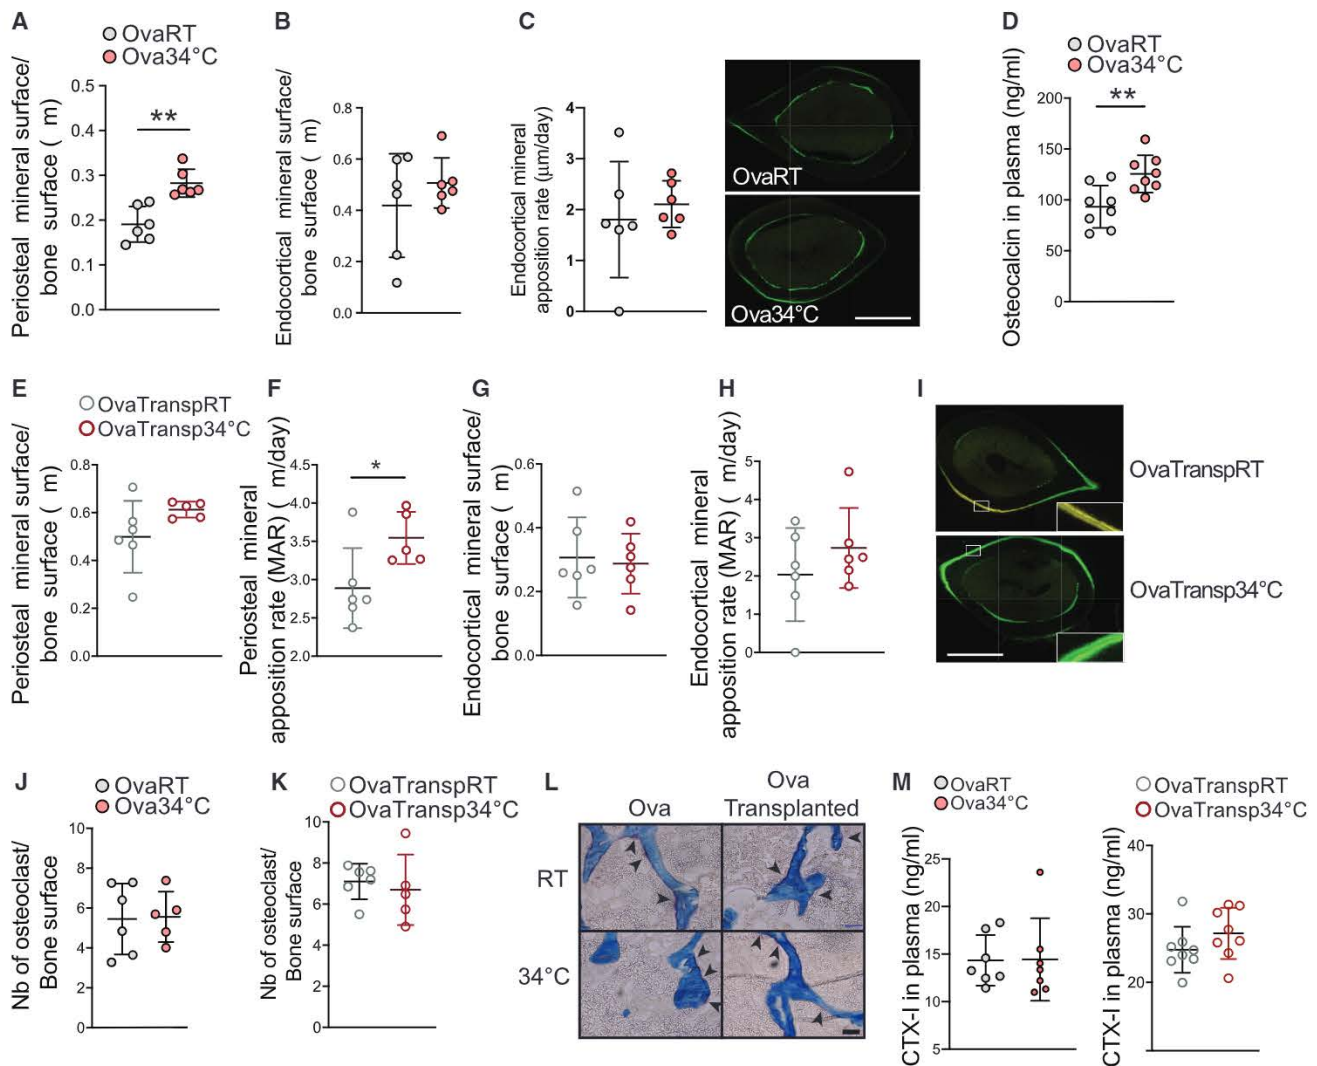 A
OvaRT
Ova34°C
Periosteal mineral surface/
bone surface ( m)
0.5
0.4
0.3
0.2
0.1
0.0
**
B
Endocortical mineral surface/
bone surface ( m)
0.8
0.6
0.4
0.2
0.0
C
Endocortical mineral
apposition rate (μm/day)
4
3
2
1
0
OvaRT
Ova34°C
D
OvaRT
Ova34°C
Osteocalcin in plasma (ng/ml)
200
150
100
50
0
**
E
OvaTranspRT
OvaTransp34°C
Periosteal mineral surface/
bone surface ( m)
0.8
0.6
0.4
0.2
0.0
F
Periosteal mineral
apposition rate (MAR) ( m/day)
4.5
4.0
3.5
3.0
2.5
2.0
*
G
Endocortical mineral surface/
bone surface ( m)
0.6
0.4
0.2
0.0
H
Endocortical mineral
apposition rate (MAR) ( m/day)
5
4
3
2
1
0
I
OvaTranspRT
OvaTransp34°C
J
OvaRT
Ova34°C
Nb of osteoclast/
Bone surface
10
8
6
4
2
0
K
OvaTranspRT
OvaTransp34°C
Nb of osteoclast/
Bone surface
10
8
6
4
2
0
L
Ova
Ova
Transplanted
RT
34°C
M
OvaRT
Ova34°C
CTX-I in plasma (ng/ml)
25
20
15
10
5
OvaTranspRT
OvaTransp34°C
CTX-I in plasma (ng/ml)
40
30
20